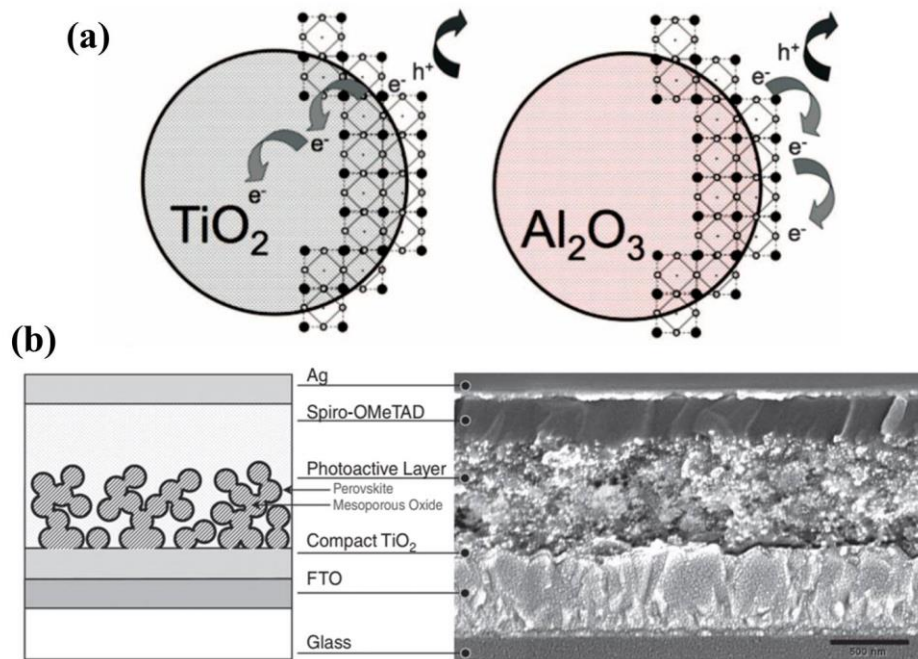 (a)
h+
e-
e-
e-
TiO2
h+
e-
e-
e-
Al2O3
(b)
Ag
Spiro-OMeTAD
Photoactive Layer
Perovskite
Mesoporous Oxide
Compact TiO2
FTO
Glass
500 nm